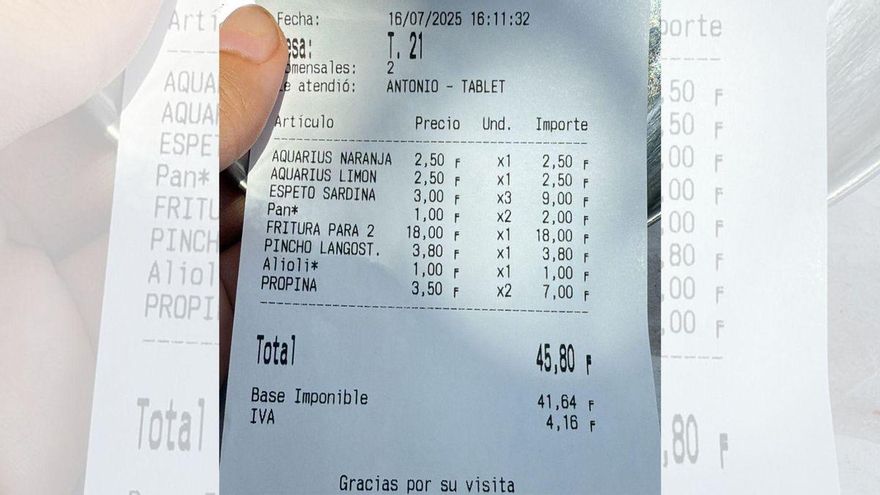 Fecha: 16/07/2025 16:11:32
esa: T. 21
omensales: 2
e atendió: ANTONIO - TABLET
Artículo Precio Und. Importe
AQUARIUS NARANJA 2,50 F x1 2,50 F
AQUARIUS LIMON 2,50 F x1 2,50 F
ESPETO SARDINA 3,00 F x3 9,00 F
Pan* 1,00 F x2 2,00 F
FRITURA PARA 2 18,00 F x1 18,00 F
PINCHO LANGOST. 3,80 F x1 3,80 F
Alioli* 1,00 F x1 1,00 F
PROPINA 3,50 F x2 7,00 F
Total 45,80 F
Base Imponible 41,64 F
IVA 4,16 F
Gracias por su visita